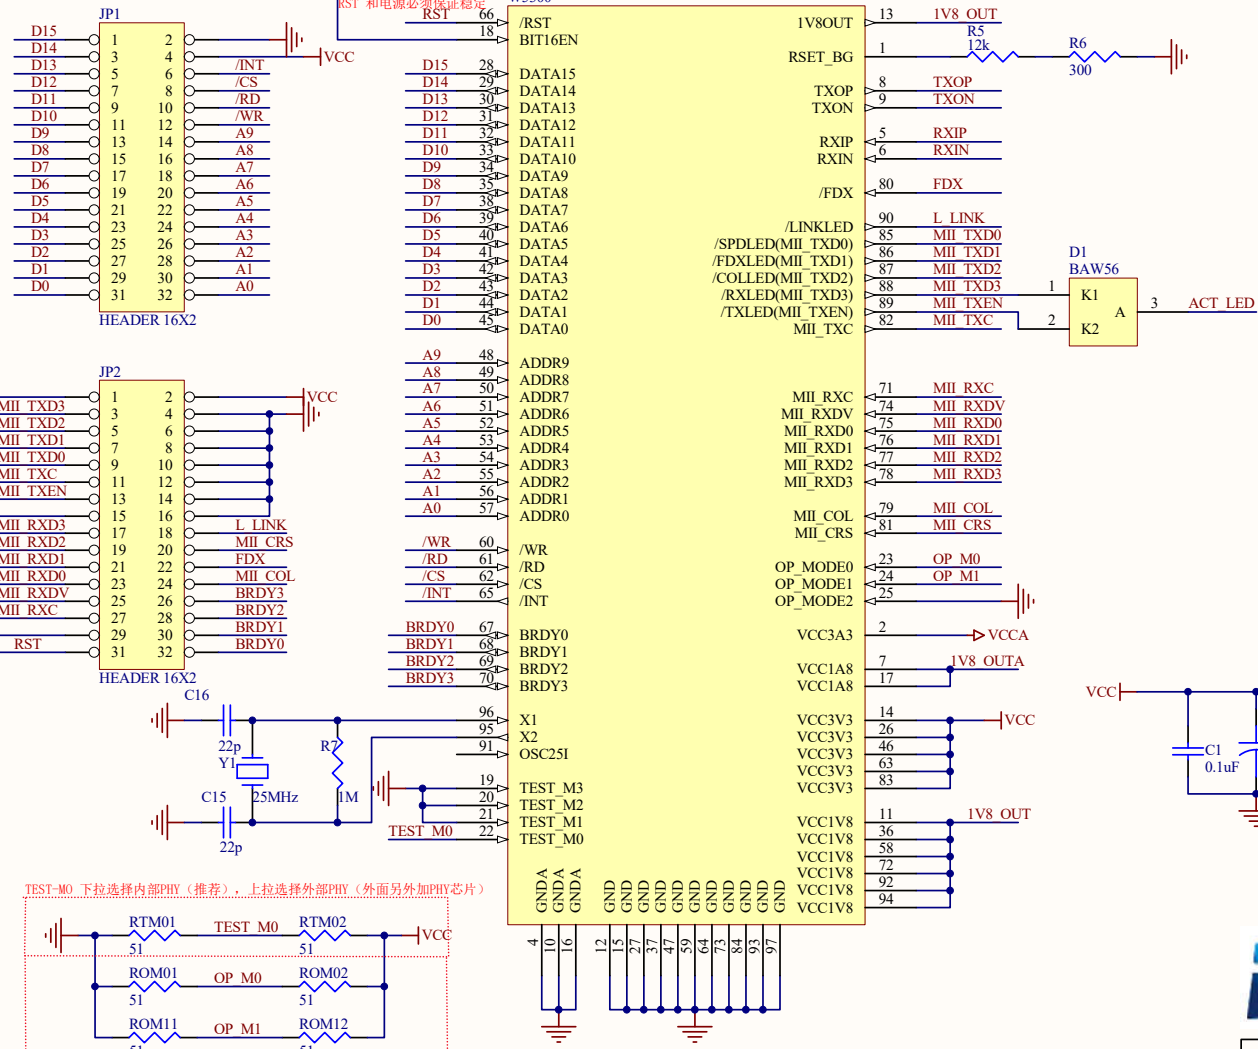 RST 和电源必须保证稳定
W5300
JP1
D15 1 2
D14 3 4 VCC
D13 5 6 /INT
D12 7 8 /CS
D11 9 10 /RD
D10 11 12 /WR
D9 13 14 A9
D8 15 16 A8
D7 17 18 A7
D6 19 20 A6
D5 21 22 A5
D4 23 24 A4
D3 25 26 A3
D2 27 28 A2
D1 29 30 A1
D0 31 32 A0
HEADER 16X2
JP2
1 2 VCC
MII_TXD3 3 4
MII_TXD2 5 6
MII_TXD1 7 8
MII_TXD0 9 10
MII_TXC 11 12
MII_TXEN 13 14
15 16
MII_RXD3 17 18 L_LINK
MII_RXD2 19 20 MII_CRS
MII_RXD1 21 22 FDX
MII_RXD0 23 24 MII_COL
MII_RXDV 25 26 BRDY3
MII_RXC 27 28 BRDY2
29 30 BRDY1
RST 31 32 BRDY0
HEADER 16X2
C16
22p
Y1
25MHz
R7
1M
C15
22p
RST 66 /RST
18 BIT16EN
D15 28 DATA15
D14 29 DATA14
D13 30 DATA13
D12 31 DATA12
D11 32 DATA11
D10 33 DATA10
D9 34 DATA9
D8 35 DATA8
D7 38 DATA7
D6 39 DATA6
D5 40 DATA5
D4 41 DATA4
D3 42 DATA3
D2 43 DATA2
D1 44 DATA1
D0 45 DATA0
A9 48 ADDR9
A8 49 ADDR8
A7 50 ADDR7
A6 51 ADDR6
A5 52 ADDR5
A4 53 ADDR4
A3 54 ADDR3
A2 55 ADDR2
A1 56 ADDR1
A0 57 ADDR0
/WR 60 /WR
/RD 61 /RD
/CS 62 /CS
/INT 65 /INT
BRDY0 67 BRDY0
BRDY1 68 BRDY1
BRDY2 69 BRDY2
BRDY3 70 BRDY3
96 X1
95 X2
91 OSC25I
19 TEST_M3
20 TEST_M2
21 TEST_M1
TEST_M0 22 TEST_M0
1V8OUT 13 1V8_OUT
RSET_BG 1
R5
12k
R6
300
TXOP 8 TXOP
TXON 9 TXON
RXIP 5 RXIP
RXIN 6 RXIN
/FDX 80 FDX
/LINKLED 90 L_LINK
/SPDLED(MII_TXD0) 85 MII_TXD0
/FDXLED(MII_TXD1) 86 MII_TXD1
/COLLED(MII_TXD2) 87 MII_TXD2
/RXLED(MII_TXD3) 88 MII_TXD3
/TXLED(MII_TXEN) 89 MII_TXEN
MII_TXC 82 MII_TXC
D1
BAW56
1 K1
A 3 ACT_LED
2 K2
MII_RXC 71 MII_RXC
MII_RXDV 74 MII_RXDV
MII_RXD0 75 MII_RXD0
MII_RXD1 76 MII_RXD1
MII_RXD2 77 MII_RXD2
MII_RXD3 78 MII_RXD3
MII_COL 79 MII_COL
MII_CRS 81 MII_CRS
OP_MODE0 23 OP_M0
OP_MODE1 24 OP_M1
OP_MODE2 25
VCC3A3 2 VCCA
VCC1A8 7 1V8_OUTA
VCC1A8 17
VCC3V3 14 VCC
VCC3V3 26
VCC3V3 46
VCC3V3 63
VCC3V3 83
VCC1V8 11 1V8_OUT
VCC1V8 36
VCC1V8 58
VCC1V8 72
VCC1V8 92
VCC1V8 94
GNDA GNDA GNDA GND GND GND GND GND GND GND GND GND GND GND
4 10 16 12 15 27 37 47 59 64 73 84 93 97
VCC
C1
0.1uF
TEST-M0 下拉选择内部PHY（推荐），上拉选择外部PHY（外面另外加PHY芯片）
RTM01 TEST_M0 RTM02
51 51 VCC
ROM01 OP_M0 ROM02
51 51
ROM11 OP_M1 ROM12
51 51